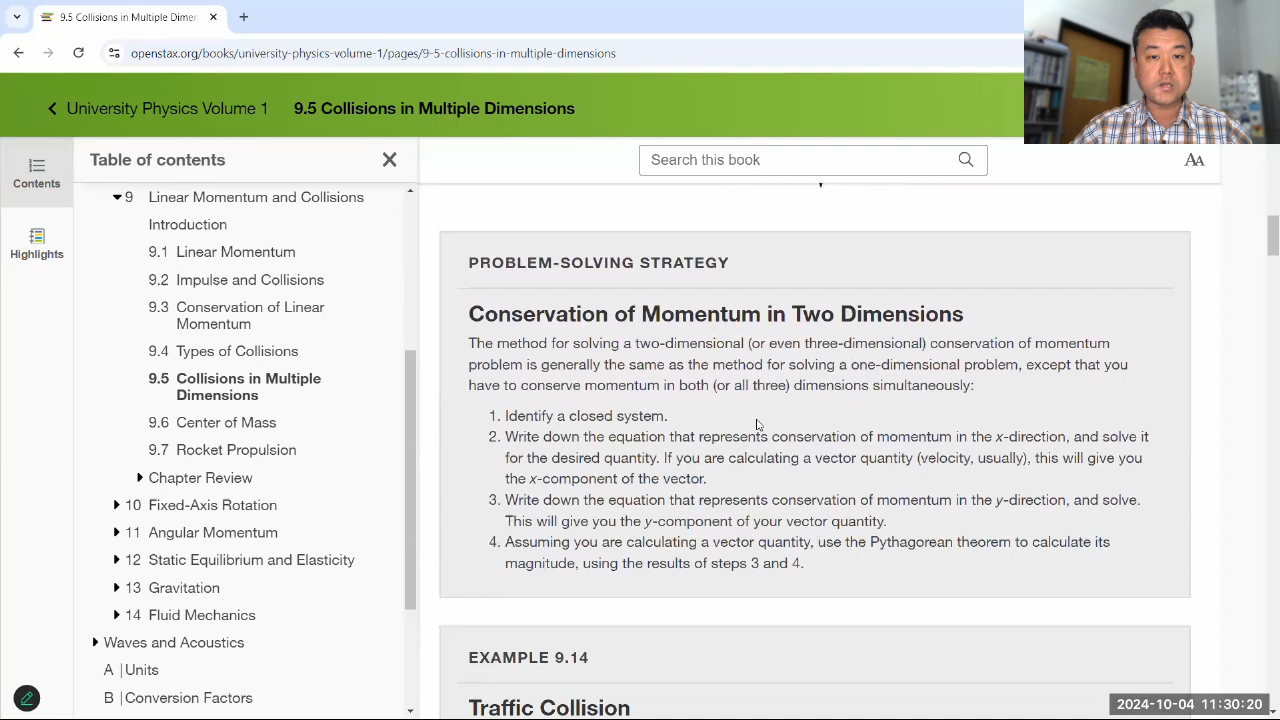 9.5 Collisions in Multiple Dimer
openstax.org/books/university-physics-volume-1/pages/9-5-collisions-in-multiple-dimensions
University Physics Volume 1 9.5 Collisions in Multiple Dimensions
Contents
Highlights
Table of contents
9 Linear Momentum and Collisions
Introduction
9.1 Linear Momentum
9.2 Impulse and Collisions
9.3 Conservation of Linear
Momentum
9.4 Types of Collisions
9.5 Collisions in Multiple
Dimensions
9.6 Center of Mass
9.7 Rocket Propulsion
Chapter Review
10 Fixed-Axis Rotation
11 Angular Momentum
12 Static Equilibrium and Elasticity
13 Gravitation
14 Fluid Mechanics
Waves and Acoustics
A | Units
B | Conversion Factors
Search this book
AA
PROBLEM-SOLVING STRATEGY
Conservation of Momentum in Two Dimensions
The method for solving a two-dimensional (or even three-dimensional) conservation of momentum
problem is generally the same as the method for solving a one-dimensional problem, except that you
have to conserve momentum in both (or all three) dimensions simultaneously:
1. Identify a closed system.
2. Write down the equation that represents conservation of momentum in the x-direction, and solve it
for the desired quantity. If you are calculating a vector quantity (velocity, usually), this will give you
the x-component of the vector.
3. Write down the equation that represents conservation of momentum in the y-direction, and solve.
This will give you the y-component of your vector quantity.
4. Assuming you are calculating a vector quantity, use the Pythagorean theorem to calculate its
magnitude, using the results of steps 3 and 4.
EXAMPLE 9.14
Traffic Collision
2024-10-04 11:30:20